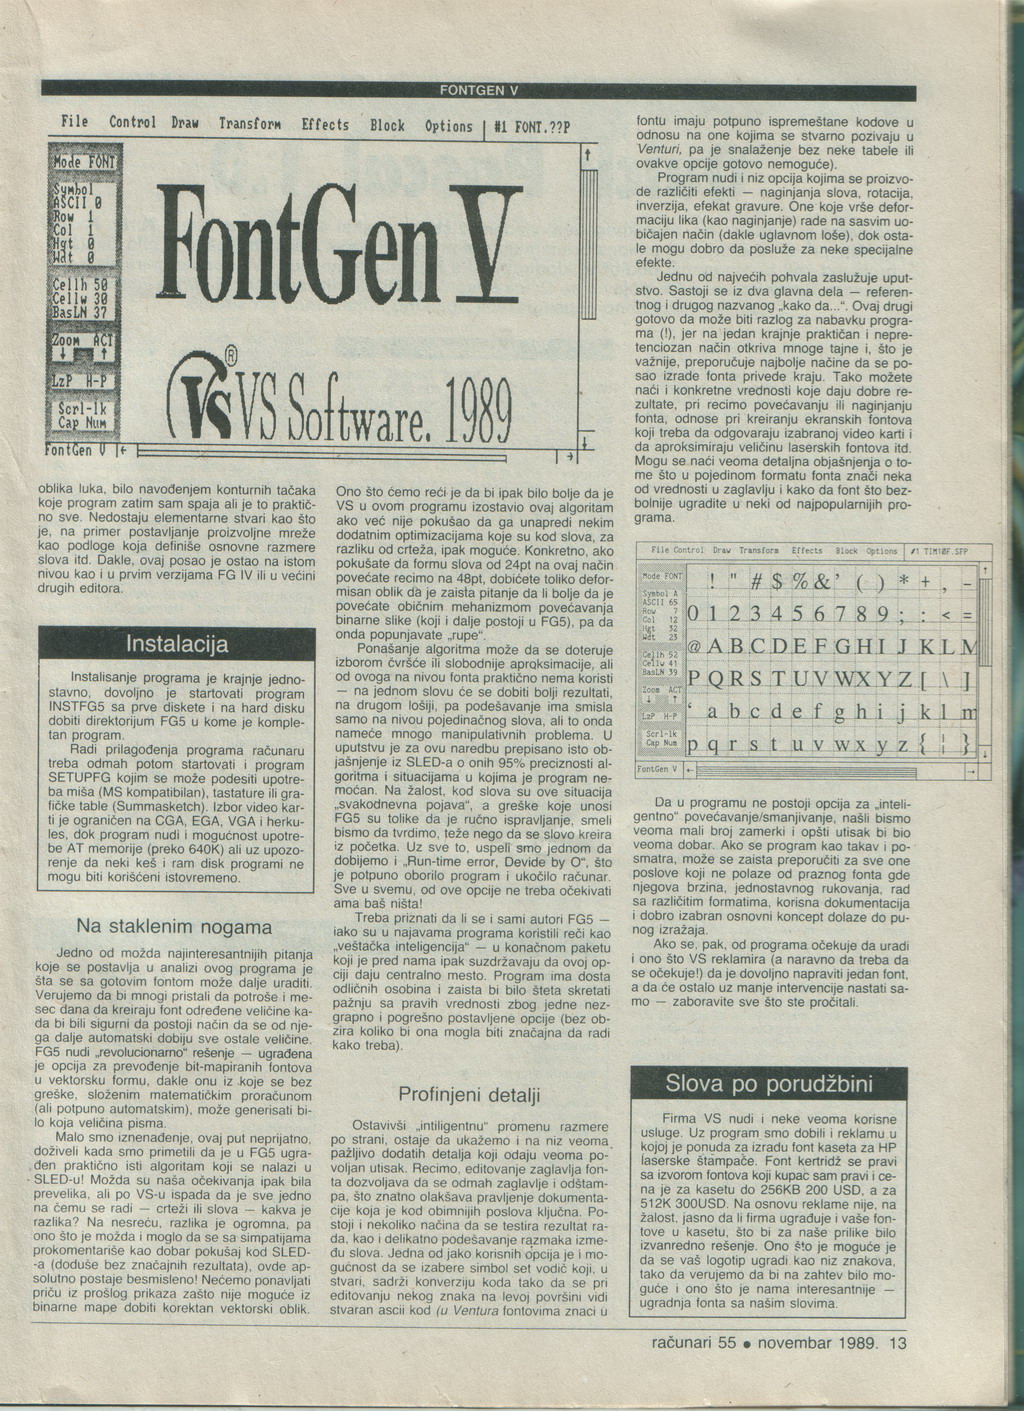 FONTGEN V
File Control Draw Transform Effects Block Options #1 FONT.??P
Mode FONT
Symbol
ASCII 0
Row 1
Col 1
Hgt 0
Wdt 0
Cellh 50
Cellw 30
BasLN 37
Zoom ACT
↓ ↑
LzP H-P
Scrl-lk
Cap Num
FontGen V
FontGen V
VS® VS Software. 1989
oblika luka, bilo navođenjem konturnih tačaka
koje program zatim sam spaja ali je to praktič-
no sve. Nedostaju elementarne stvari kao što
je, na primer postavljanje proizvoljne mreže
kao podloge koja definiše osnovne razmere
slova itd. Dakle, ovaj posao je ostao na istom
nivou kao i u prvim verzijama FG IV ili u većini
drugih editora.
Instalacija
Instalisanje programa je krajnje jedno-
stavno, dovoljno je startovati program
INSTFG5 sa prve diskete i na hard disku
dobiti direktorijum FG5 u kome je komple-
tan program.
Radi prilagođenja programa računaru
treba odmah potom startovati i program
SETUPFG kojim se može podesiti upotre-
ba miša (MS kompatibilan), tastature ili gra-
fičke table (Summasketch). Izbor video kar-
ti je ograničen na CGA, EGA, VGA i herku-
les, dok program nudi i mogućnost upotre-
be AT memorije (preko 640K) ali uz upozo-
renje da neki keš i ram disk programi ne
mogu biti korišćeni istovremeno.
Na staklenim nogama
Jedno od možda najinteresantnijih pitanja
koje se postavlja u analizi ovog programa je
šta se sa gotovim fontom može dalje uraditi.
Verujemo da bi mnogi pristali da potroše i me-
sec dana da kreiraju font određene veličine ka-
da bi bili sigurni da postoji način da se od nje-
ga dalje automatski dobiju sve ostale veličine.
FG5 nudi „revolucionarno“ rešenje — ugrađena
je opcija za prevođenje bit-mapiranih fontova
u vektorsku formu, dakle onu iz koje se bez
greške, složenim matematičkim proračunom
(ali potpuno automatskim), može generisati bi-
lo koja veličina pisma.
Malo smo iznenađenje, ovaj put neprijatno,
doživeli kada smo primetili da je u FG5 ugra-
đen praktično isti algoritam koji se nalazi u
SLED-u! Možda su naša očekivanja ipak bila
prevelika, ali po VS-u ispada da je sve jedno
na čemu se radi — crteži ili slova — kakva je
razlika? Na nesreću, razlika je ogromna, pa
ono što je možda i moglo da se sa simpatijama
prokomentariše kao dobar pokušaj kod SLED-
-a (doduše bez značajnih rezultata), ovde ap-
solutno postaje besmisleno! Nećemo ponavljati
priču iz prošlog prikaza zašto nije moguće iz
binarne mape dobiti korektan vektorski oblik.
Ono što ćemo reći je da bi ipak bilo bolje da je
VS u ovom programu izostavio ovaj algoritam
ako već nije pokušao da ga unapredi nekim
dodatnim optimizacijama koje su kod slova, za
razliku od crteža, ipak moguće. Konkretno, ako
pokušate da formu slova od 24pt na ovaj način
povećate recimo na 48pt, dobićete toliko defor-
misan oblik da je zaista pitanje da li bolje da je
povećate običnim mehanizmom povećavanja
binarne slike (koji i dalje postoji u FG5), pa da
onda popunjavate „rupe“.
Ponašanje algoritma može da se doteruje
izborom čvršće ili slobodnije aproksimacije, ali
od ovoga na nivou fonta praktično nema koristi
— na jednom slovu će se dobiti bolji rezultati,
na drugom lošiji, pa podešavanje ima smisla
samo na nivou pojedinačnog slova, ali to onda
nameće mnogo manipulativnih problema. U
uputstvu je za ovu naredbu prepisano isto ob-
jašnjenje iz SLED-a o onih 95% preciznosti al-
goritma i situacijama u kojima je program ne-
moćan. Na žalost, kod slova su ove situacija
„svakodnevna pojava“, a greške koje unosi
FG5 su tolike da je ručno ispravljanje, smeli
bismo da tvrdimo, teže nego da se slovo kreira
iz početka. Uz sve to, uspeli smo jednom da
dobijemo i „Run-time error, Devide by O“, što
je potpuno oborilo program i ukočilo računar.
Sve u svemu, od ove opcije ne treba očekivati
ama baš ništa!
Treba priznati da li se i sami autori FG5 —
iako su u najavama programa koristili reči kao
„veštačka inteligencija“ — u konačnom paketu
koji je pred nama ipak suzdržavaju da ovoj op-
ciji daju centralno mesto. Program ima dosta
odličnih osobina i zaista bi bilo šteta skretati
pažnju sa pravih vrednosti zbog jedne nez-
grapno i pogrešno postavljene opcije (bez ob-
zira koliko bi ona mogla biti značajna da radi
kako treba).
Profinjeni detalji
Ostavivši „intiligentnu“ promenu razmere
po strani, ostaje da ukažemo i na niz veoma
pažljivo dodatih detalja koji odaju veoma po-
voljan utisak. Recimo, editovanje zaglavlja fon-
ta dozvoljava da se odmah zaglavlje i odštam-
pa, što znatno olakšava pravljenje dokumenta-
cije koja je kod obimnijih poslova ključna. Po-
stoji i nekoliko načina da se testira rezultat ra-
da, kao i delikatno podešavanje razmaka izme-
đu slova. Jedna od jako korisnih opcija je i mo-
gućnost da se izabere simbol set vodič koji, u
stvari, sadrži konverziju koda tako da se pri
editovanju nekog znaka na levoj površini vidi
stvaran ascii kod (u Ventura fontovima znaci u
fontu imaju potpuno ispremeštane kodove u
odnosu na one kojima se stvarno pozivaju u
Venturi, pa je snalaženje bez neke tabele ili
ovakve opcije gotovo nemoguće).
Program nudi i niz opcija kojima se proizvo-
de različiti efekti — naginjanja slova, rotacija,
inverzija, efekat gravure. One koje vrše defor-
maciju lika (kao naginjanje) rade na sasvim uo-
bičajen način (dakle uglavnom loše), dok osta-
le mogu dobro da posluže za neke specijalne
efekte.
Jednu od najvećih pohvala zaslužuje uput-
stvo. Sastoji se iz dva glavna dela — referen-
tnog i drugog nazvanog „kako da...“. Ovaj drugi
gotovo da može biti razlog za nabavku progra-
ma (!), jer na jedan krajnje praktičan i nepre-
tenciozan način otkriva mnoge tajne i, što je
važnije, preporučuje najbolje načine da se po-
sao izrade fonta privede kraju. Tako možete
naći i konkretne vrednosti koje daju dobre re-
zultate, pri recimo povećavanju ili naginjanju
fonta, odnose pri kreiranju ekranskih fontova
koji treba da odgovaraju izabranoj video karti i
da aproksimiraju veličinu laserskih fontova itd.
Mogu se naći veoma detaljna objašnjenja o to-
me što u pojedinom formatu fonta znači neka
od vrednosti u zaglavlju i kako da font što bez-
bolnije ugradite u neki od najpopularnijih pro-
grama.
File Control Draw Transform Effects Block Options #1 TIM10F.SFP
Mode FONT
Symbol A
ASCII 65
Row 7
Col 12
Hgt 32
Wdt 23
Cellh 52
Cellw 41
BasLN 39
Zoom ACT
↓ ↑
LzP H-P
Scrl-lk
Cap Num
FontGen V
! " # $ % & ’ ( ) * + , -
0 1 2 3 4 5 6 7 8 9 ; : < =
@ A B C D E F G H I J K L M
P Q R S T U V W X Y Z [ \ ]
‘ a b c d e f g h i j k l m
p q r s t u v w x y z { | }
Da u programu ne postoji opcija za „inteli-
gentno“ povećavanje/smanjivanje, našli bismo
veoma mali broj zamerki i opšti utisak bi bio
veoma dobar. Ako se program kao takav i po-
smatra, može se zaista preporučiti za sve one
poslove koji ne polaze od praznog fonta gde
njegova brzina, jednostavnog rukovanja, rad
sa različitim formatima, korisna dokumentacija
i dobro izabran osnovni koncept dolaze do pu-
nog izražaja.
Ako se, pak, od programa očekuje da uradi
i ono što VS reklamira (a naravno da treba da
se očekuje!) da je dovoljno napraviti jedan font,
a da će ostalo uz manje intervencije nastati sa-
mo — zaboravite sve što ste pročitali.
Slova po porudžbini
Firma VS nudi i neke veoma korisne
usluge. Uz program smo dobili i reklamu u
kojoj je ponuda za izradu font kaseta za HP
laserske štampače. Font kertridž se pravi
sa izvorom fontova koji kupac sam pravi i ce-
na je za kasetu do 256KB 200 USD, a za
512K 300USD. Na osnovu reklame nije, na
žalost, jasno da li firma ugrađuje i vaše fon-
tove u kasetu, što bi za naše prilike bilo
izvanredno rešenje. Ono što je moguće je
da se vaš logotip ugradi kao niz znakova,
tako da verujemo da bi na zahtev bilo mo-
guće i ono što je nama interesantnije —
ugradnja fonta sa našim slovima.
računari 55 • novembar 1989. 13